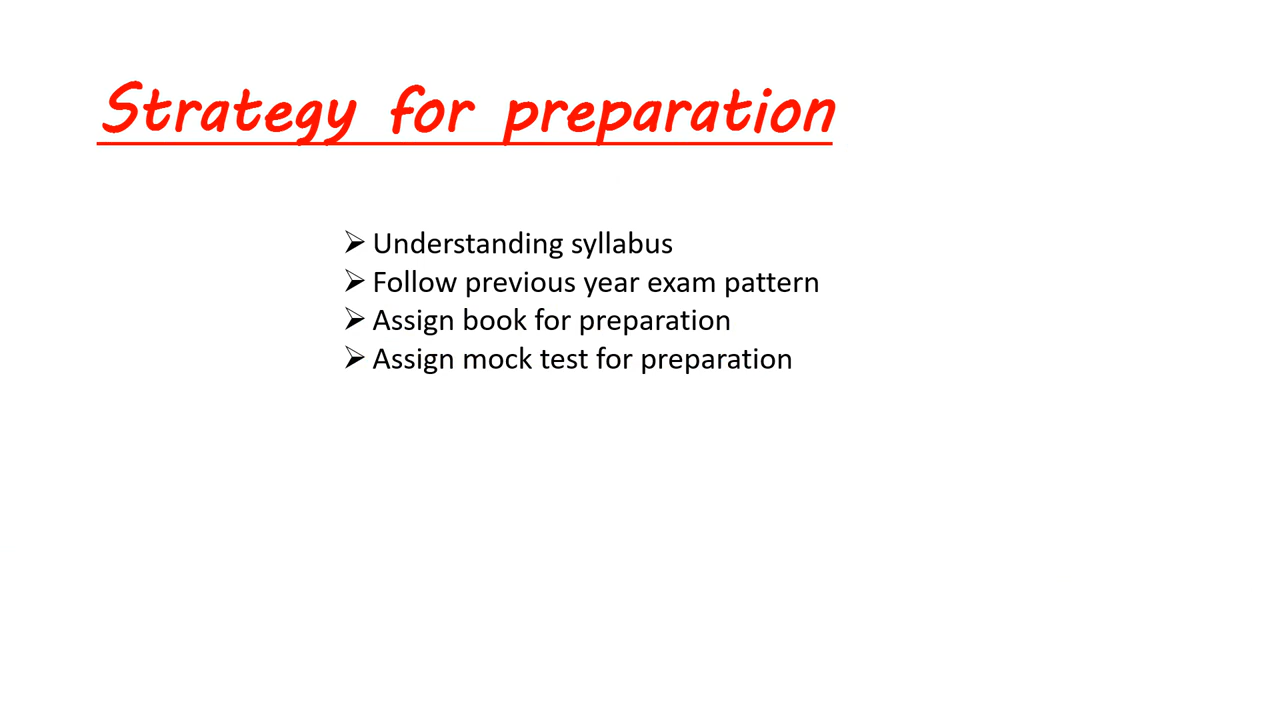 Strategy for preparation
Understanding syllabus
Follow previous year exam pattern
Assign book for preparation
Assign mock test for preparation